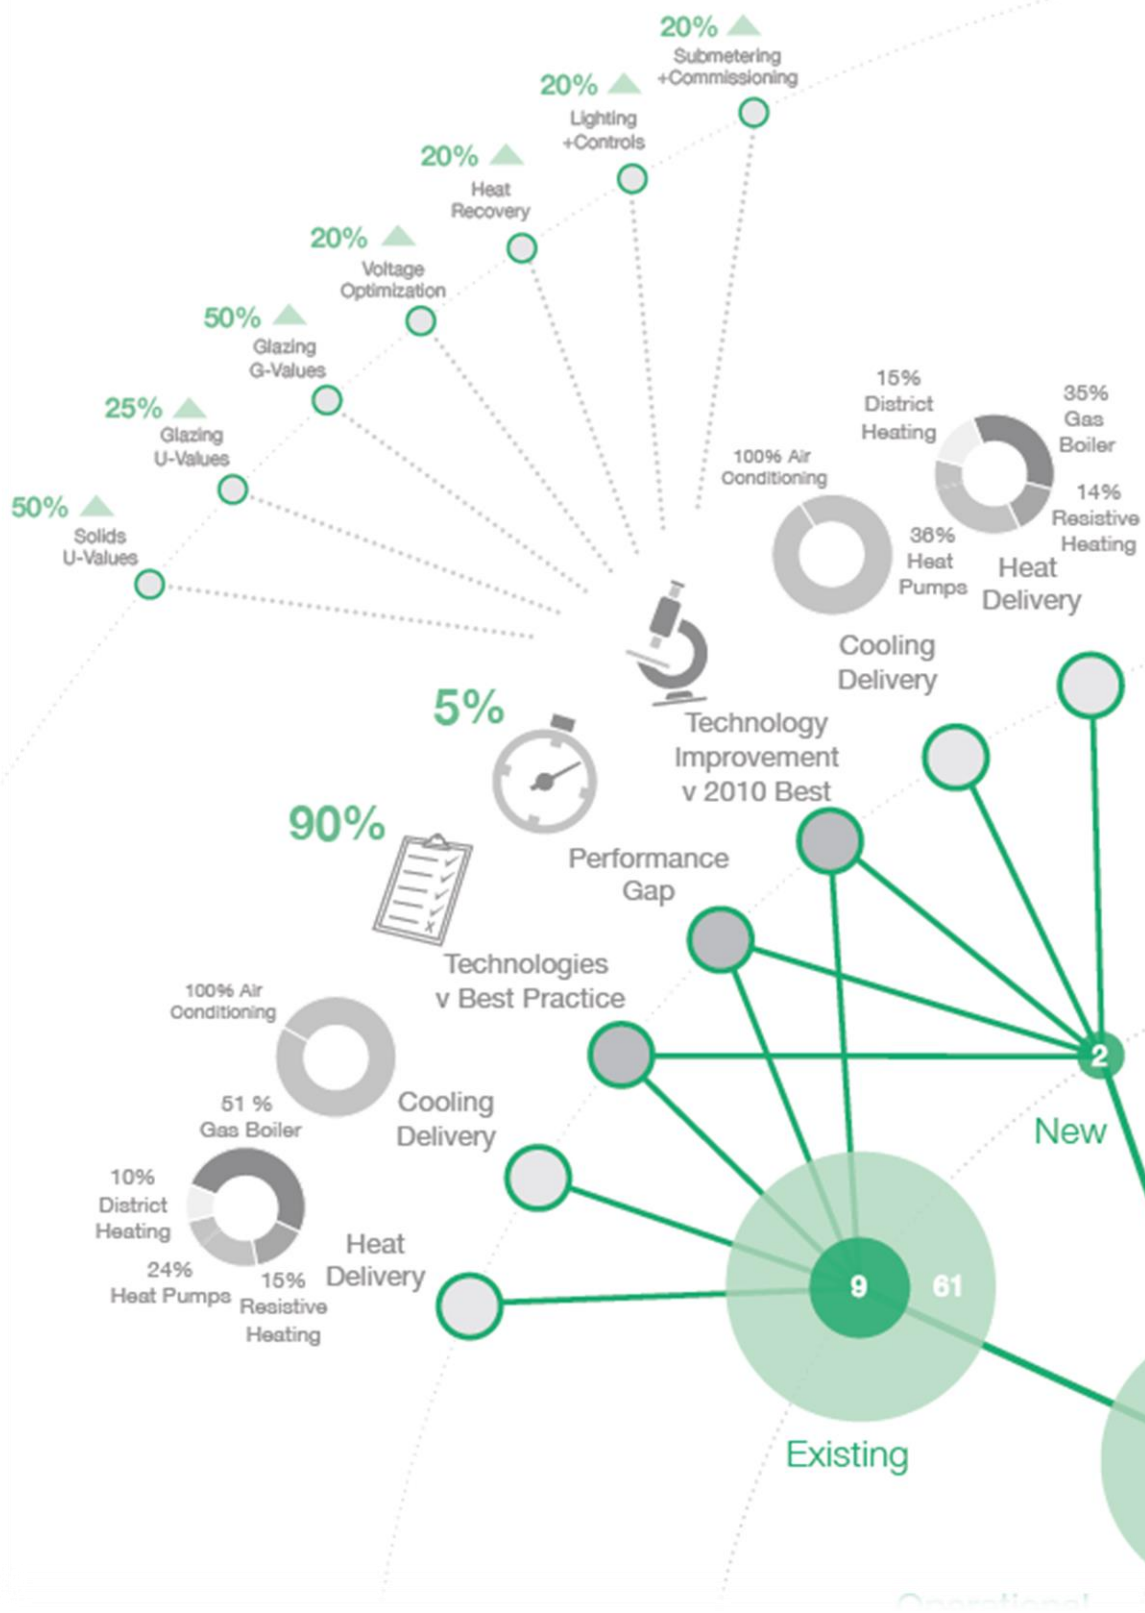 20%
Submetering
+Commissioning
20%
Lighting
+Controls
20%
Heat
Recovery
20%
Voltage
Optimization
50%
Glazing
G-Values
25%
Glazing
U-Values
50%
Solids
U-Values
15%
District
Heating
35%
Gas
Boiler
14%
Resistive
Heating
36%
Heat
Pumps
Heat
Delivery
100% Air
Conditioning
Cooling
Delivery
Technology
Improvement
v 2010 Best
5%
Performance
Gap
90%
Technologies
v Best Practice
100% Air
Conditioning
Cooling
Delivery
51 %
Gas Boiler
10%
District
Heating
24%
Heat Pumps
15%
Resistive
Heating
Heat
Delivery
2
New
9
61
Existing
Operational